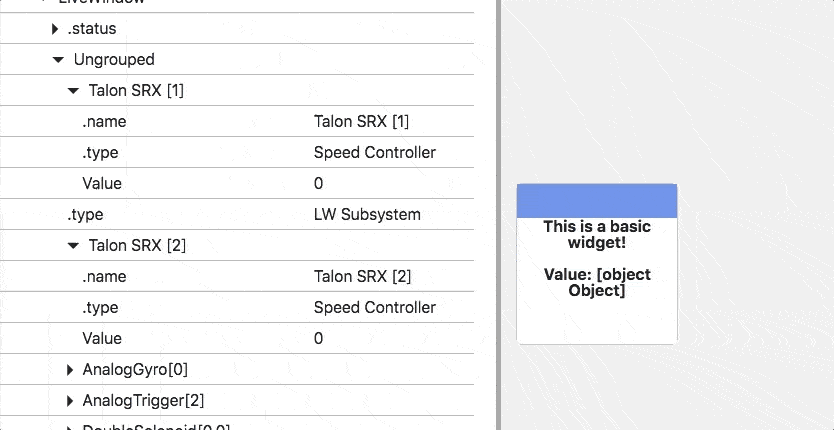 LiveWindow
.status
Ungrouped
Talon SRX [1]
.name Talon SRX [1]
.type Speed Controller
Value 0
.type LW Subsystem
Talon SRX [2]
.name Talon SRX [2]
.type Speed Controller
Value 0
AnalogGyro[0]
AnalogTrigger[2]
DoubleSolenoid[0,0]
This is a basic
widget!
Value: [object
Object]